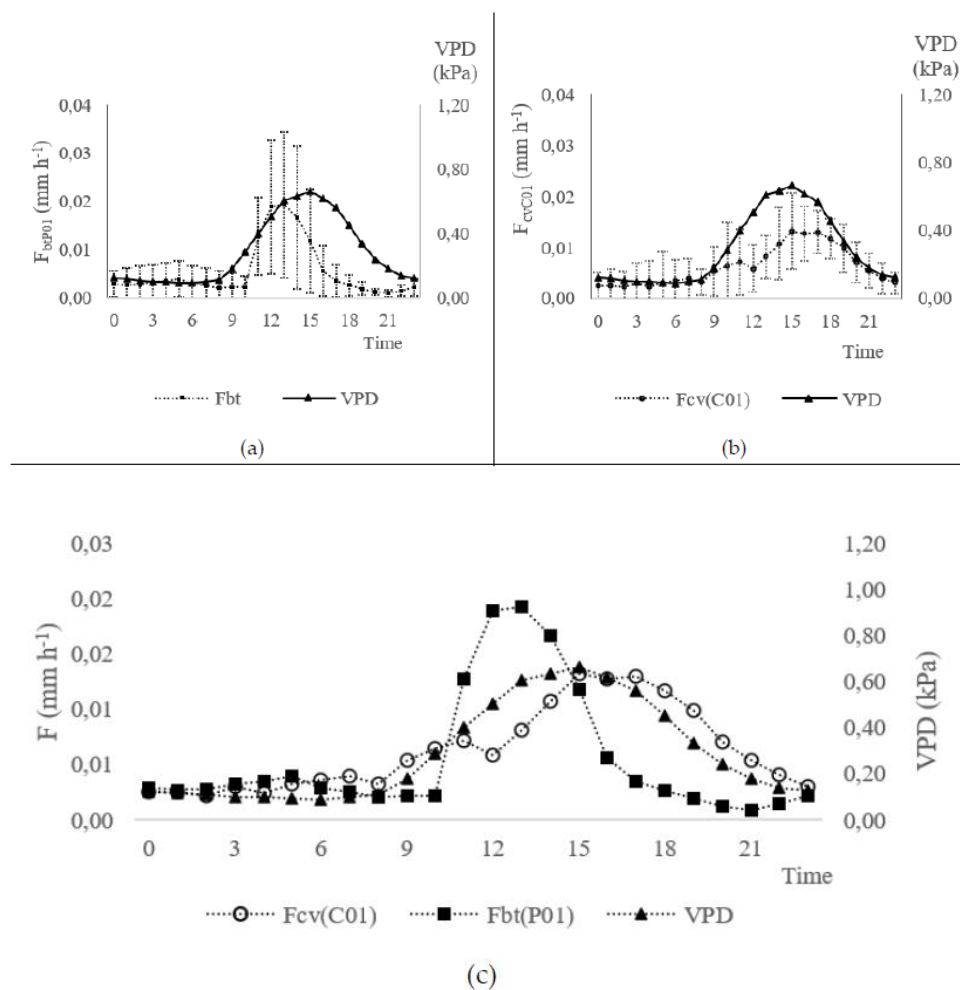 VPD
(kPa)
F_btP01 (mm h⁻¹)
0,04
0,03
0,02
0,01
0,00
1,20
0,80
0,40
0,00
0 3 6 9 12 15 18 21
Time
Fbt VPD
(a)
VPD
(kPa)
F_cvC01 (mm h⁻¹)
0,04
0,03
0,02
0,01
0,00
1,20
0,80
0,40
0,00
0 3 6 9 12 15 18 21
Time
Fcv(C01) VPD
(b)
F (mm h⁻¹)
0,03
0,02
0,02
0,01
0,01
0,00
1,20
1,00
0,80
0,60
0,40
0,20
0,00
VPD (kPa)
0 3 6 9 12 15 18 21
Time
Fcv(C01) Fbt(P01) VPD
(c)